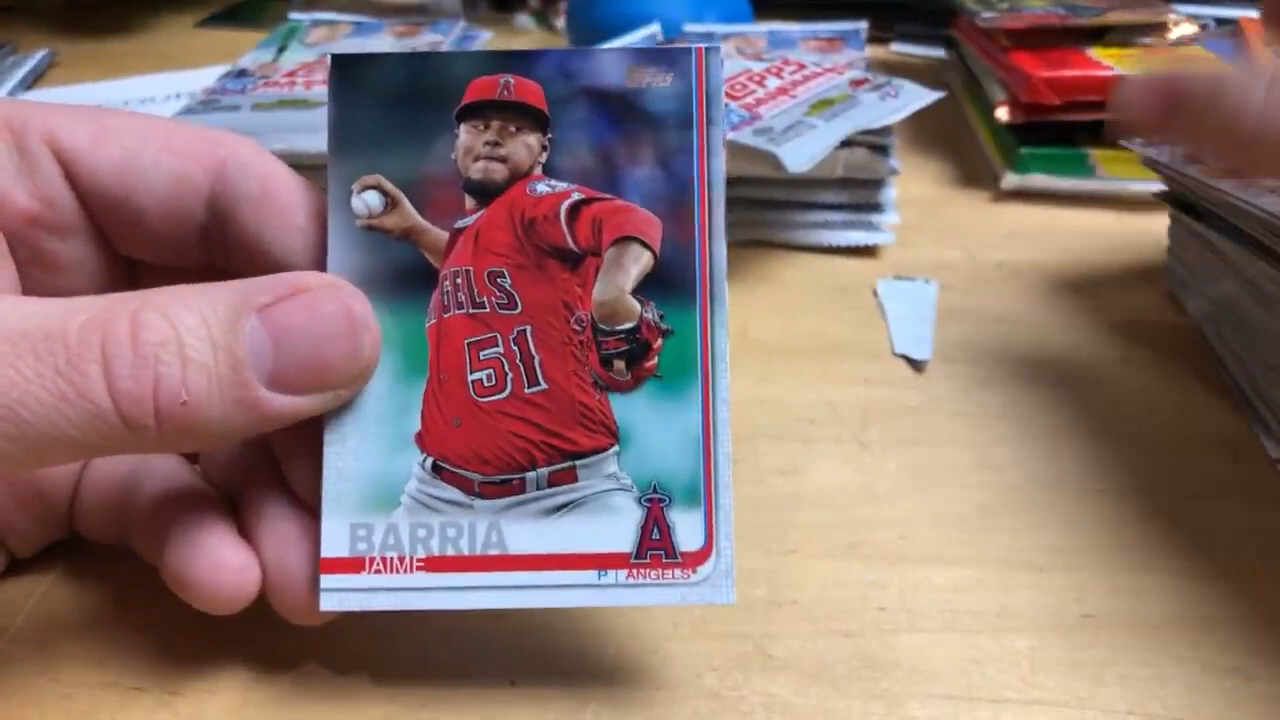 TOPPS
TOPPS
A
ANGELS
51
BARRIA
JAIME
A
P | ANGELS